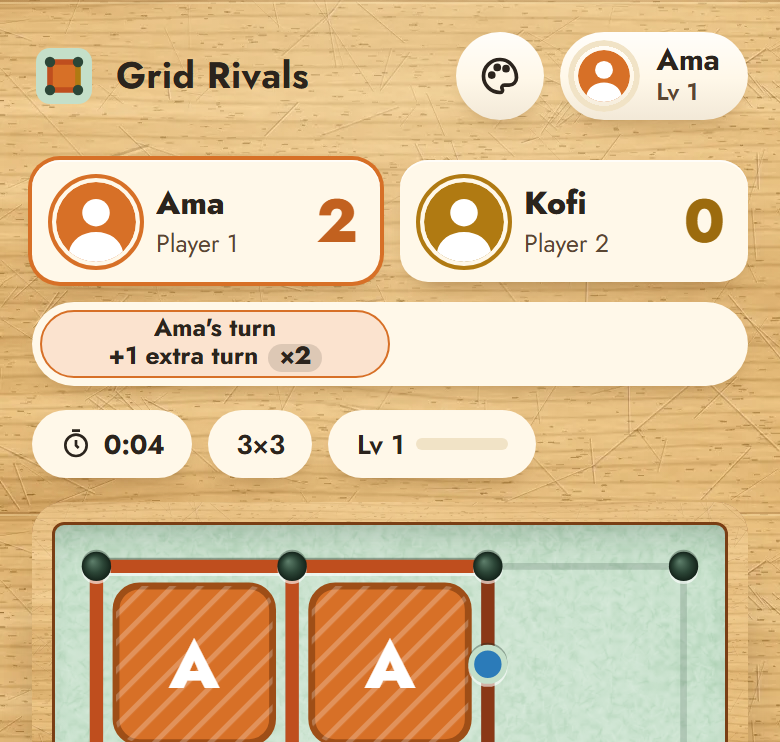 Grid Rivals
Ama
Lv 1
Ama
Player 1
2
Kofi
Player 2
0
Ama's turn
+1 extra turn ×2
0:04
3×3
Lv 1
A A